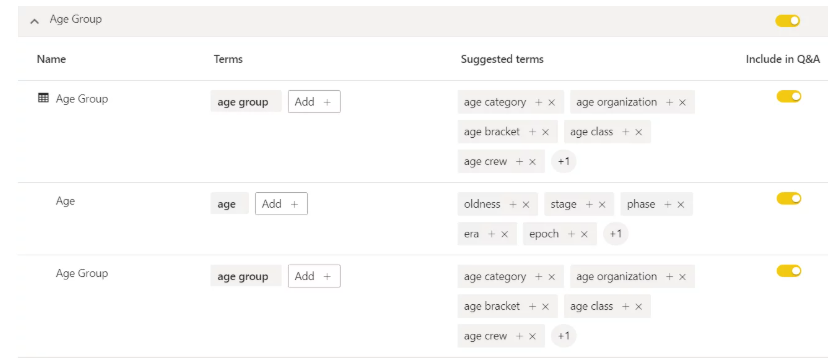 Age Group
Name Terms Suggested terms Include in Q&A
Age Group age group Add + age category + × age organization + ×
age bracket + × age class + ×
age crew + × +1
Age age Add + oldness + × stage + × phase + ×
era + × epoch + × +1
Age Group age group Add + age category + × age organization + ×
age bracket + × age class + ×
age crew + × +1